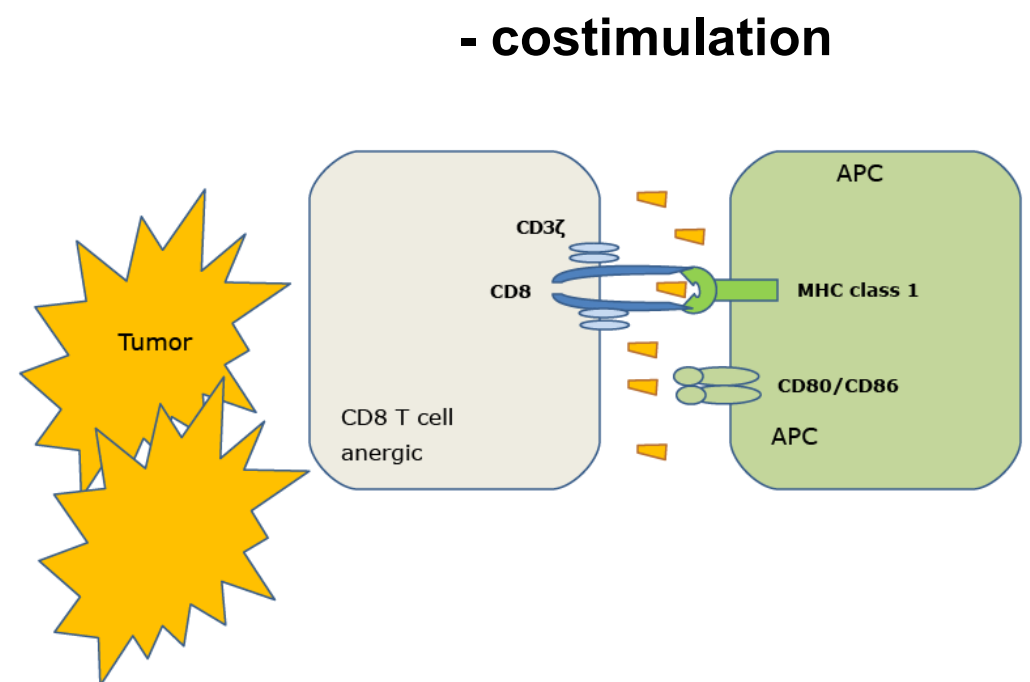 - costimulation
APC
CD3ζ
CD8
MHC class 1
Tumor
CD80/CD86
CD8 T cell
anergic
APC